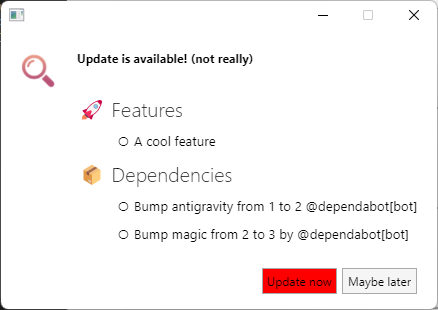 Update is available! (not really)
🚀 Features
○ A cool feature
📦 Dependencies
○ Bump antigravity from 1 to 2 @dependabot[bot]
○ Bump magic from 2 to 3 by @dependabot[bot]
Update now
Maybe later